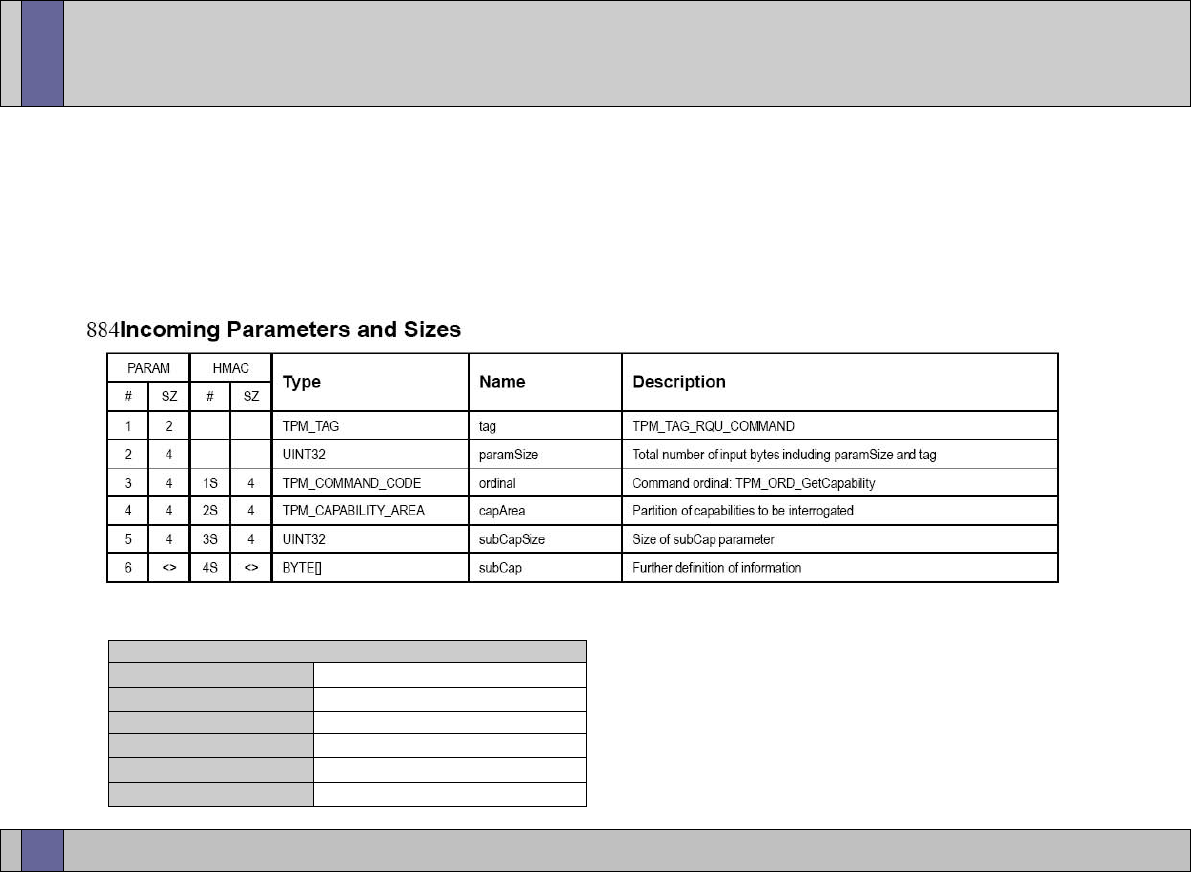 884Incoming Parameters and Sizes
PARAM HMAC Type Name Description
# SZ # SZ
1 2 TPM_TAG tag TPM_TAG_RQU_COMMAND
2 4 UINT32 paramSize Total number of input bytes including paramSize and tag
3 4 1S 4 TPM_COMMAND_CODE ordinal Command ordinal: TPM_ORD_GetCapability
4 4 2S 4 TPM_CAPABILITY_AREA capArea Partition of capabilities to be interrogated
5 4 3S 4 UINT32 subCapSize Size of subCap parameter
6 <> 4S <> BYTE[] subCap Further definition of information